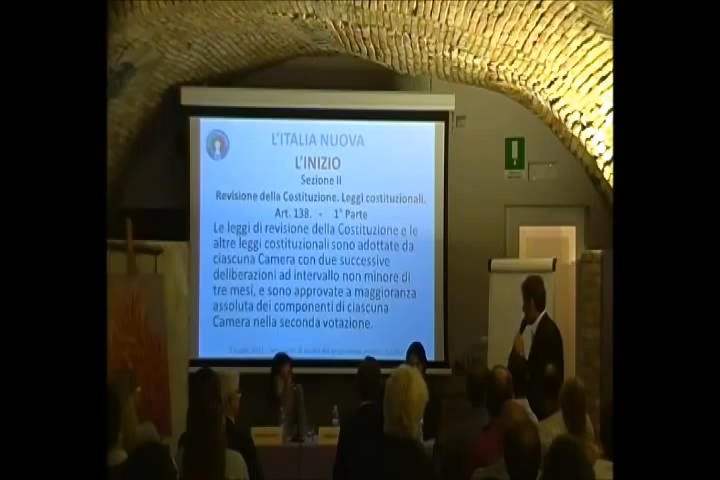 L'ITALIA NUOVA
L'INIZIO
Sezione II
Revisione della Costituzione. Leggi costituzionali.
Art. 138. - 1° Parte
Le leggi di revisione della Costituzione e le
altre leggi costituzionali sono adottate da
ciascuna Camera con due successive
deliberazioni ad intervallo non minore di
tre mesi, e sono approvate a maggioranza
assoluta dei componenti di ciascuna
Camera nella seconda votazione.